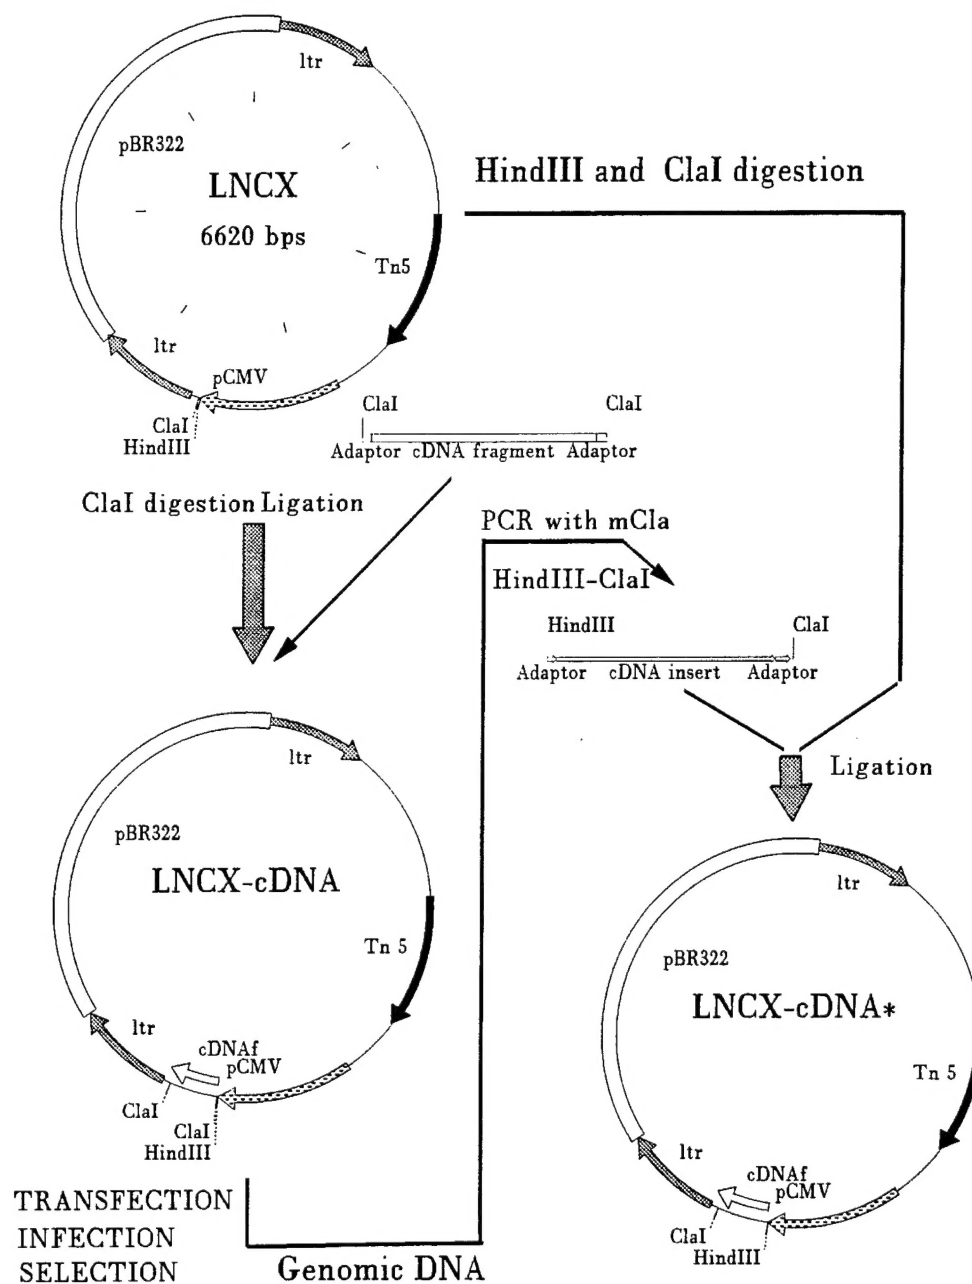 ltr
pBR322
LNCX
6620 bps
HindIII and ClaI digestion
Tn5
ltr
pCMV
ClaI
HindIII
ClaI
ClaI
Adaptor cDNA fragment Adaptor
ClaI digestion Ligation
PCR with mCla
HindIII-ClaI
HindIII
ClaI
Adaptor cDNA insert Adaptor
Ligation
ltr
pBR322
LNCX-cDNA
Tn 5
ltr
cDNAf
pCMV
ClaI
ClaI
HindIII
ltr
pBR322
LNCX-cDNA*
Tn 5
ltr
cDNAf
pCMV
ClaI
HindIII
TRANSFECTION
INFECTION
SELECTION
Genomic DNA